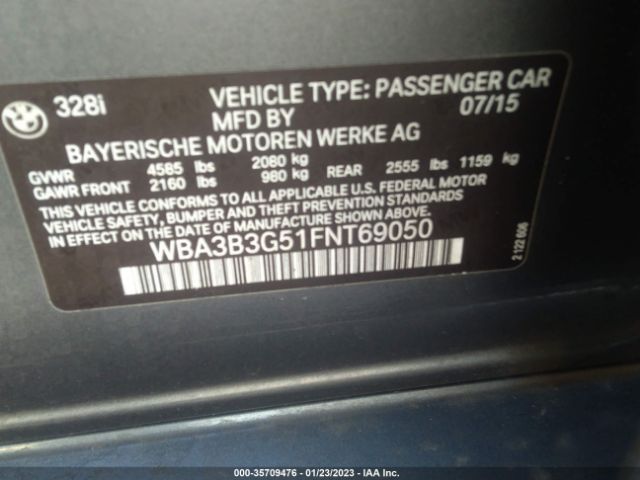 328i VEHICLE TYPE: PASSENGER CAR
MFD BY 07/15
BAYERISCHE MOTOREN WERKE AG
GVWR 4585 lbs 2080 kg
GAWR FRONT 2160 lbs 980 kg REAR 2555 lbs 1159 kg
THIS VEHICLE CONFORMS TO ALL APPLICABLE U.S. FEDERAL MOTOR
VEHICLE SAFETY, BUMPER AND THEFT PREVENTION STANDARDS
IN EFFECT ON THE DATE OF MANUFACTURE SHOWN ABOVE.
WBA3B3G51FNT69050
2 122 606
000-35709476 - 01/23/2023 - IAA Inc.